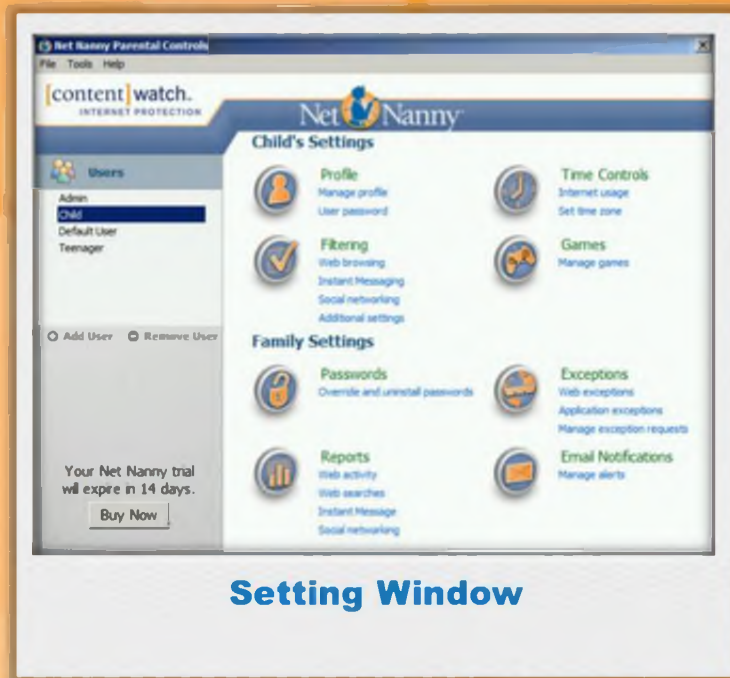 Net Nanny Parental Controls
File Tools Help
[content]watch.
INTERNET PROTECTION
Net Nanny
Users
Admin
Child
Default User
Teenager
Add User Remove User
Your Net Nanny trial
will expire in 14 days.
Buy Now
Child's Settings
Profile
Manage profile
User password
Time Controls
Internet usage
Set time zone
Filtering
Web browsing
Instant Messaging
Social networking
Additional settings
Games
Manage games
Family Settings
Passwords
Override and uninstall passwords
Exceptions
Web exceptions
Application exceptions
Manage exception requests
Reports
Web activity
Web searches
Instant Message
Social networking
Email Notifications
Manage alerts
Setting Window